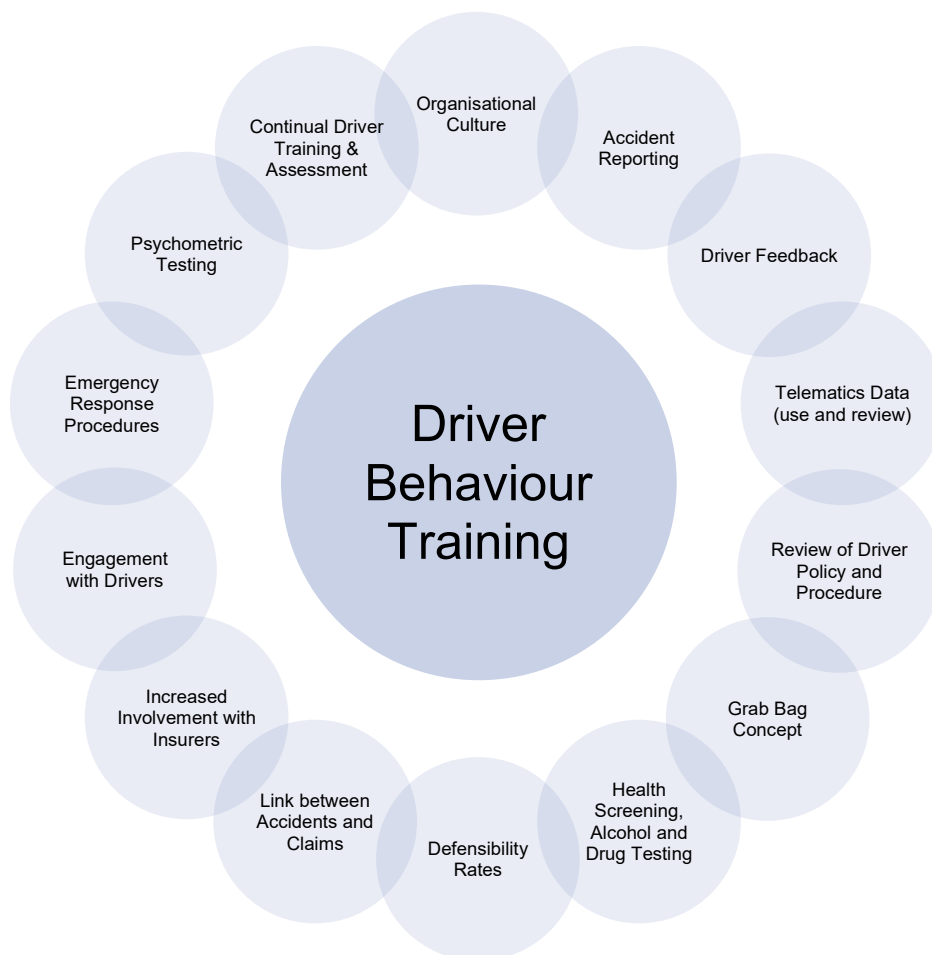 Organisational
Culture
Accident
Reporting
Driver Feedback
Telematics Data
(use and review)
Review of Driver
Policy and
Procedure
Grab Bag
Concept
Health
Screening,
Alcohol and
Drug Testing
Defensibility
Rates
Link between
Accidents and
Claims
Increased
Involvement with
Insurers
Engagement
with Drivers
Emergency
Response
Procedures
Psychometric
Testing
Continual Driver
Training &
Assessment
Driver
Behaviour
Training